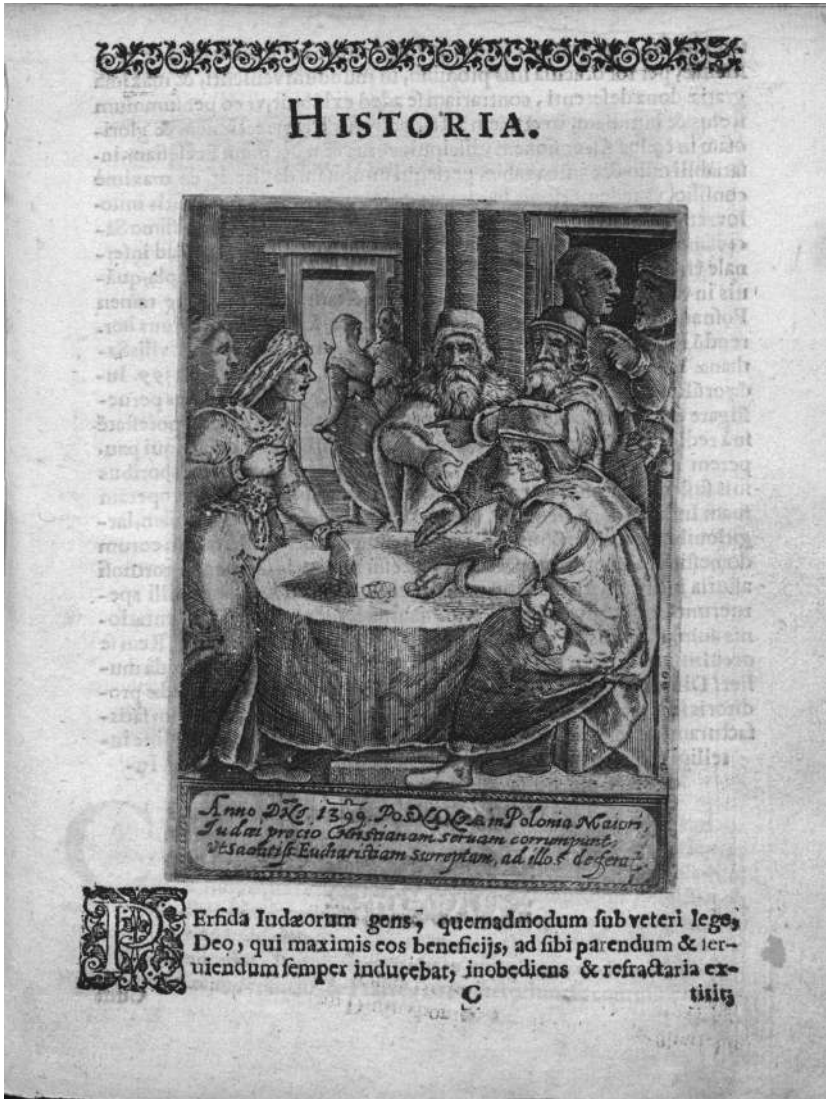 HISTORIA.
Anno DNI 1399. in Polonia Maiori,
Iudæi precio Christianam seruam corrumpunt,
Vt Eucharistiam surreptam, ad illos deferat.
PErfida Iudæorum gens, quemadmodum ſub veteri lege,
Deo, qui maximis eos beneficijs, ad ſibi parendum & ſer-
uiendum ſemper inducebat, inobediens & refractaria ex-
C titit;